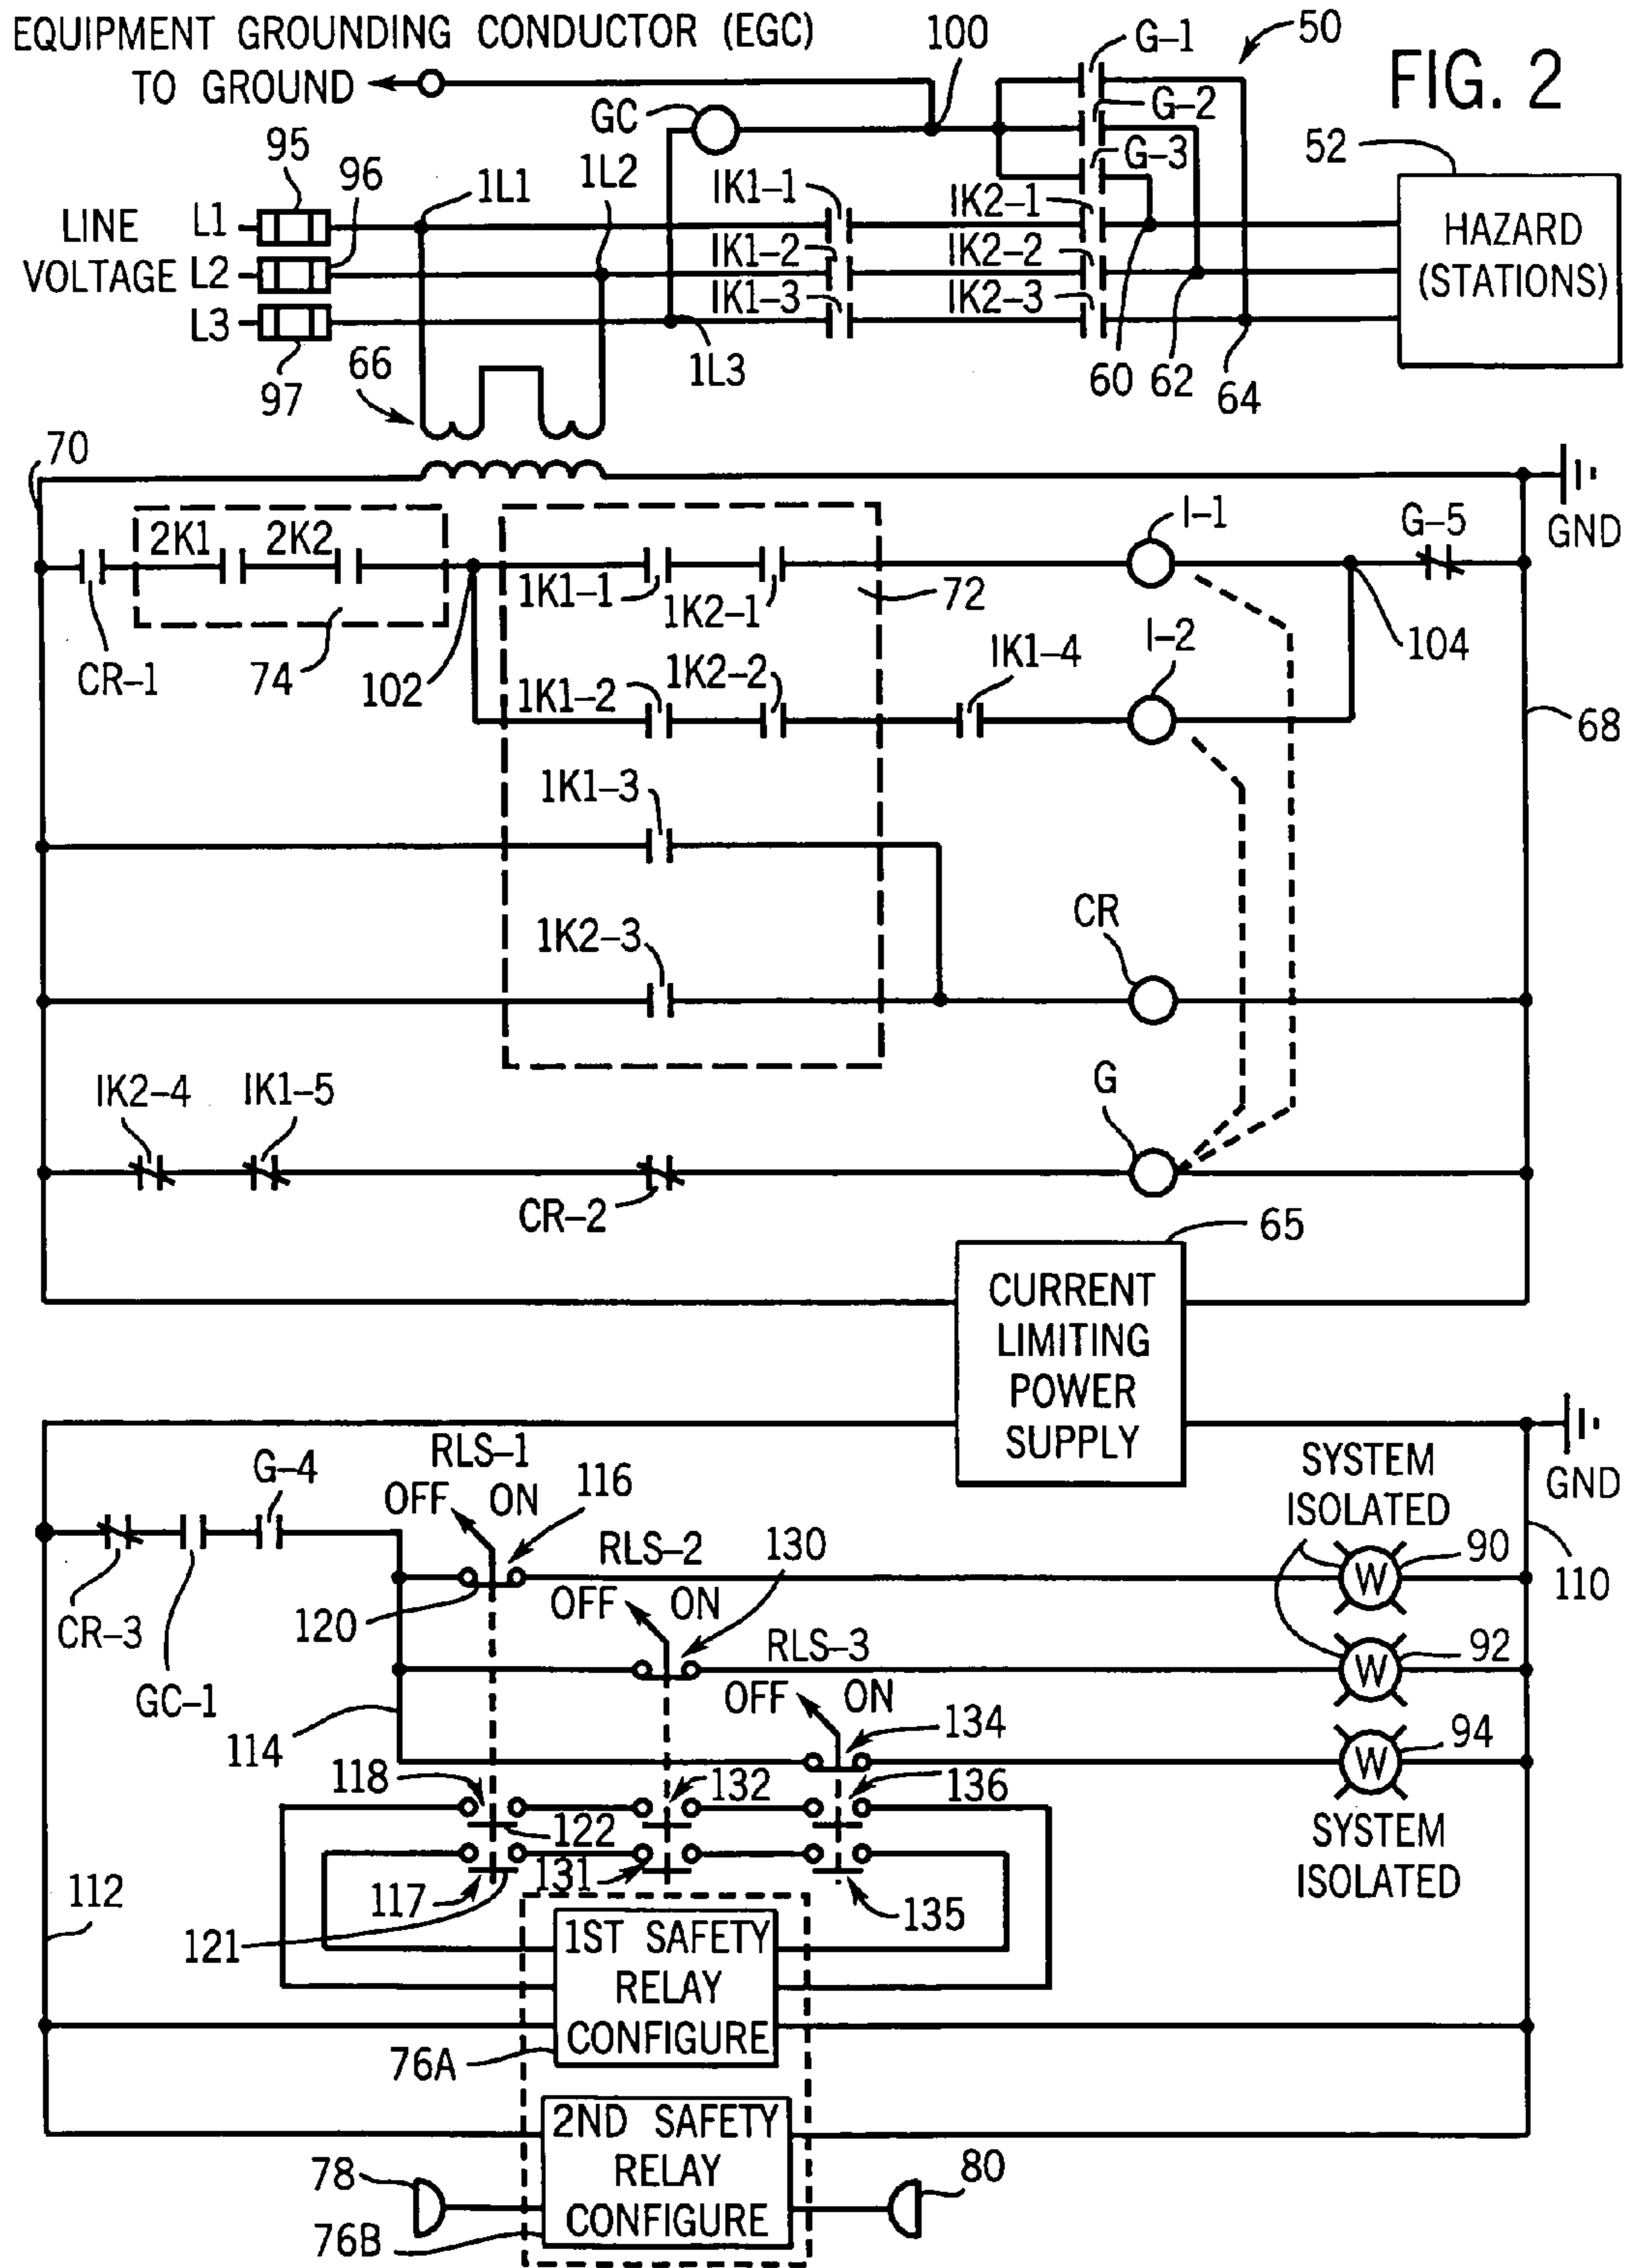 EQUIPMENT GROUNDING CONDUCTOR (EGC)
TO GROUND
100
G-1
50
FIG. 2
GC
G-2
G-3
52
95
96
1L1
1L2
IK1-1
IK2-1
LINE
VOLTAGE
L1
L2
L3
IK1-2
IK2-2
IK1-3
IK2-3
HAZARD
(STATIONS)
97
66
1L3
60
62
64
70
GND
2K1
2K2
I-1
G-5
1K1-1
1K2-1
72
CR-1
74
102
104
I-2
1K1-2
1K2-2
IK1-4
68
1K1-3
CR
1K2-3
IK2-4
IK1-5
G
CR-2
65
CURRENT
LIMITING
POWER
SUPPLY
RLS-1
G-4
OFF ON
116
SYSTEM
ISOLATED
GND
RLS-2
130
90
W
110
120
OFF ON
CR-3
RLS-3
92
W
GC-1
OFF ON
134
94
W
114
118
132
136
122
SYSTEM
ISOLATED
112
117
131
135
121
1ST SAFETY
RELAY
CONFIGURE
76A
2ND SAFETY
RELAY
CONFIGURE
78
80
76B